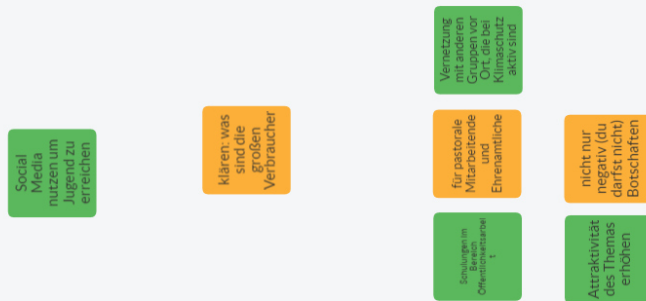 Social
Media
nutzen um
Jugend zu
erreichen
klären: was
sind die
großen
Verbraucher
Vernetzung
mit anderen
Gruppen vor
Ort, die bei
Klimaschutz
aktiv sind
für pastorale
Mitarbeitende
und
Ehrenamtliche
Schulungen im
Bereich
Öffentlichkeitsarbei
t
nicht nur
negativ (du
darfst nicht)
Botschaften
Attraktivität
des Themas
erhöhen